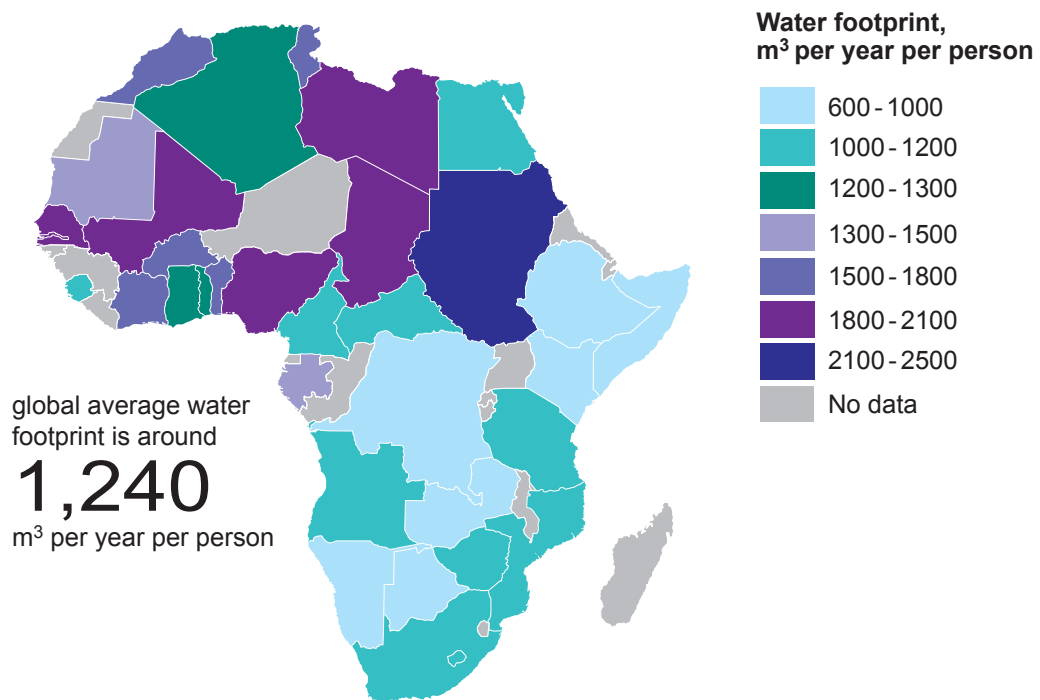 Water footprint,
m³ per year per person
600 - 1000
1000 - 1200
1200 - 1300
1300 - 1500
1500 - 1800
1800 - 2100
2100 - 2500
No data
global average water
footprint is around
1,240
m³ per year per person